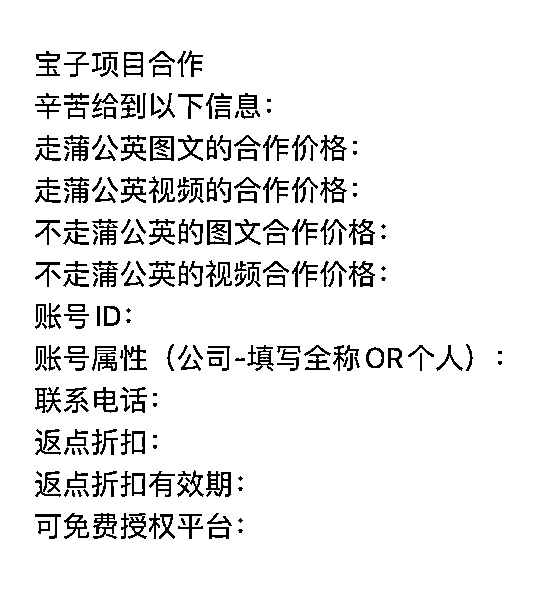 宝子项目合作
辛苦给到以下信息：
走蒲公英图文的合作价格：
走蒲公英视频的合作价格：
不走蒲公英的图文合作价格：
不走蒲公英的视频合作价格：
账号ID：
账号属性（公司-填写全称OR个人）：
联系电话：
返点折扣：
返点折扣有效期：
可免费授权平台：